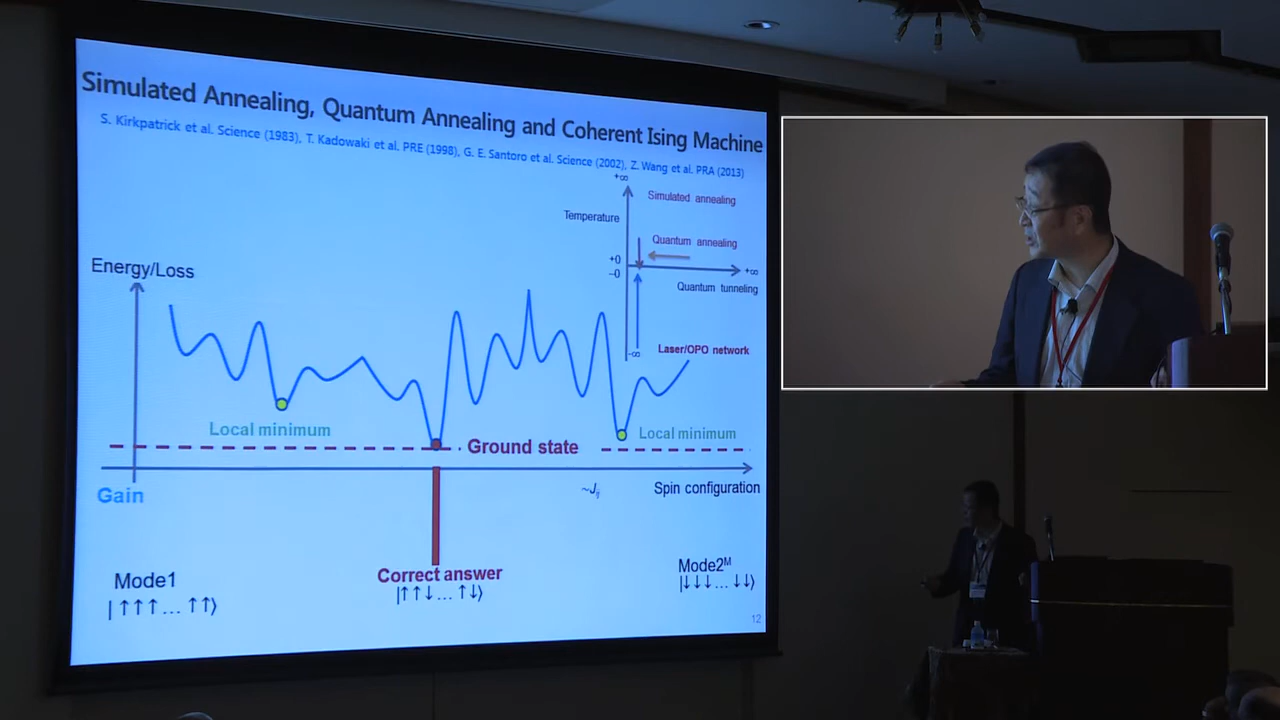 Simulated Annealing, Quantum Annealing and Coherent Ising Machine
S. Kirkpatrick et al. Science (1983), T. Kadowaki et al. PRE (1998), G. E. Santoro et al. Science (2002), Z. Wang et al. PRA (2013)
+∞
Simulated annealing
Temperature
Quantum annealing
+0
−0
+∞
Quantum tunneling
Energy/Loss
-∞
Laser/OPO network
Local minimum
Local minimum
Ground state
Gain
~Jij
Spin configuration
Mode1
|↑↑↑... ↑↑⟩
Correct answer
|↑↑↓... ↑↓⟩
Mode2ᴹ
|↓↓↓... ↓↓⟩
12